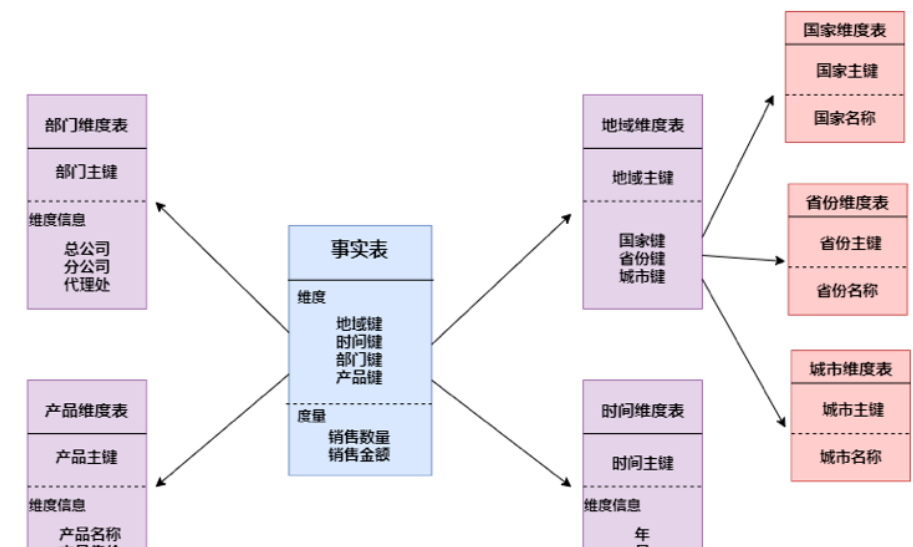 国家维度表
国家主键
国家名称
部门维度表
部门主键
维度信息
总公司
分公司
代理处
地域维度表
地域主键
国家键
省份键
城市键
省份维度表
省份主键
省份名称
事实表
维度
地域键
时间键
部门键
产品键
度量
销售数量
销售金额
城市维度表
城市主键
城市名称
产品维度表
产品主键
维度信息
产品名称
时间维度表
时间主键
维度信息
年